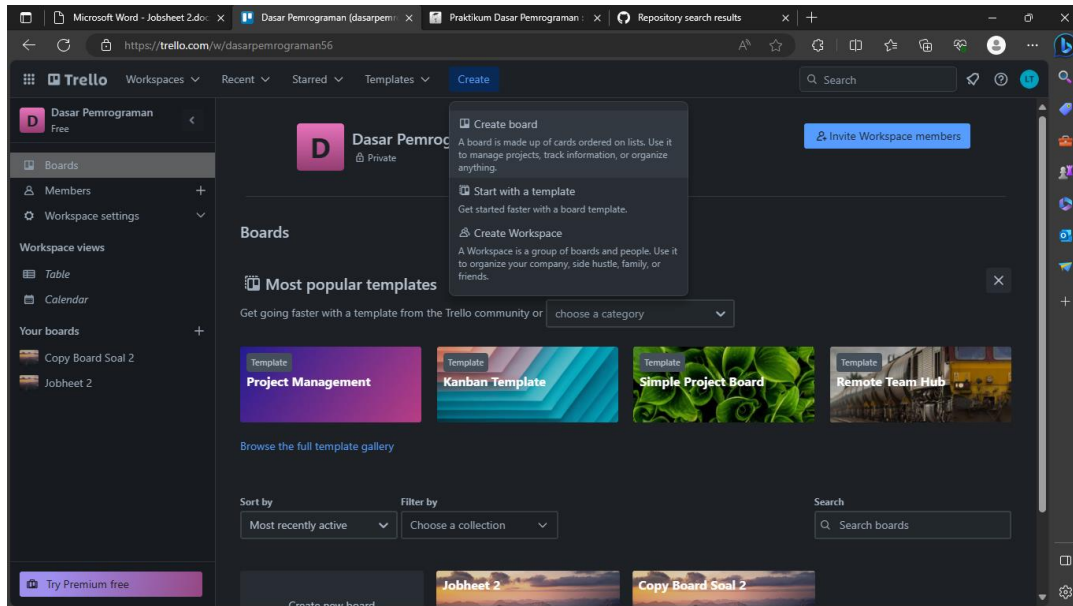 Microsoft Word - Jobsheet 2.doc
Dasar Pemrograman (dasarpemr
Praktikum Dasar Pemrograman :
Repository search results
https://trello.com/w/dasarpemrograman56
Trello
Workspaces
Recent
Starred
Templates
Create
Search
LT
D
Dasar Pemrograman
Free
Boards
Members
Workspace settings
Workspace views
Table
Calendar
Your boards
Copy Board Soal 2
Jobheet 2
Try Premium free
D
Dasar Pemrog
Private
Invite Workspace members
Create board
A board is made up of cards ordered on lists. Use it
to manage projects, track information, or organize
anything.
Start with a template
Get started faster with a board template.
Create Workspace
A Workspace is a group of boards and people. Use it
to organize your company, side hustle, family, or
friends.
Boards
Most popular templates
Get going faster with a template from the Trello community or
choose a category
Template
Project Management
Template
Kanban Template
Template
Simple Project Board
Template
Remote Team Hub
Browse the full template gallery
Sort by
Most recently active
Filter by
Choose a collection
Search
Search boards
Create new board
Jobheet 2
Copy Board Soal 2